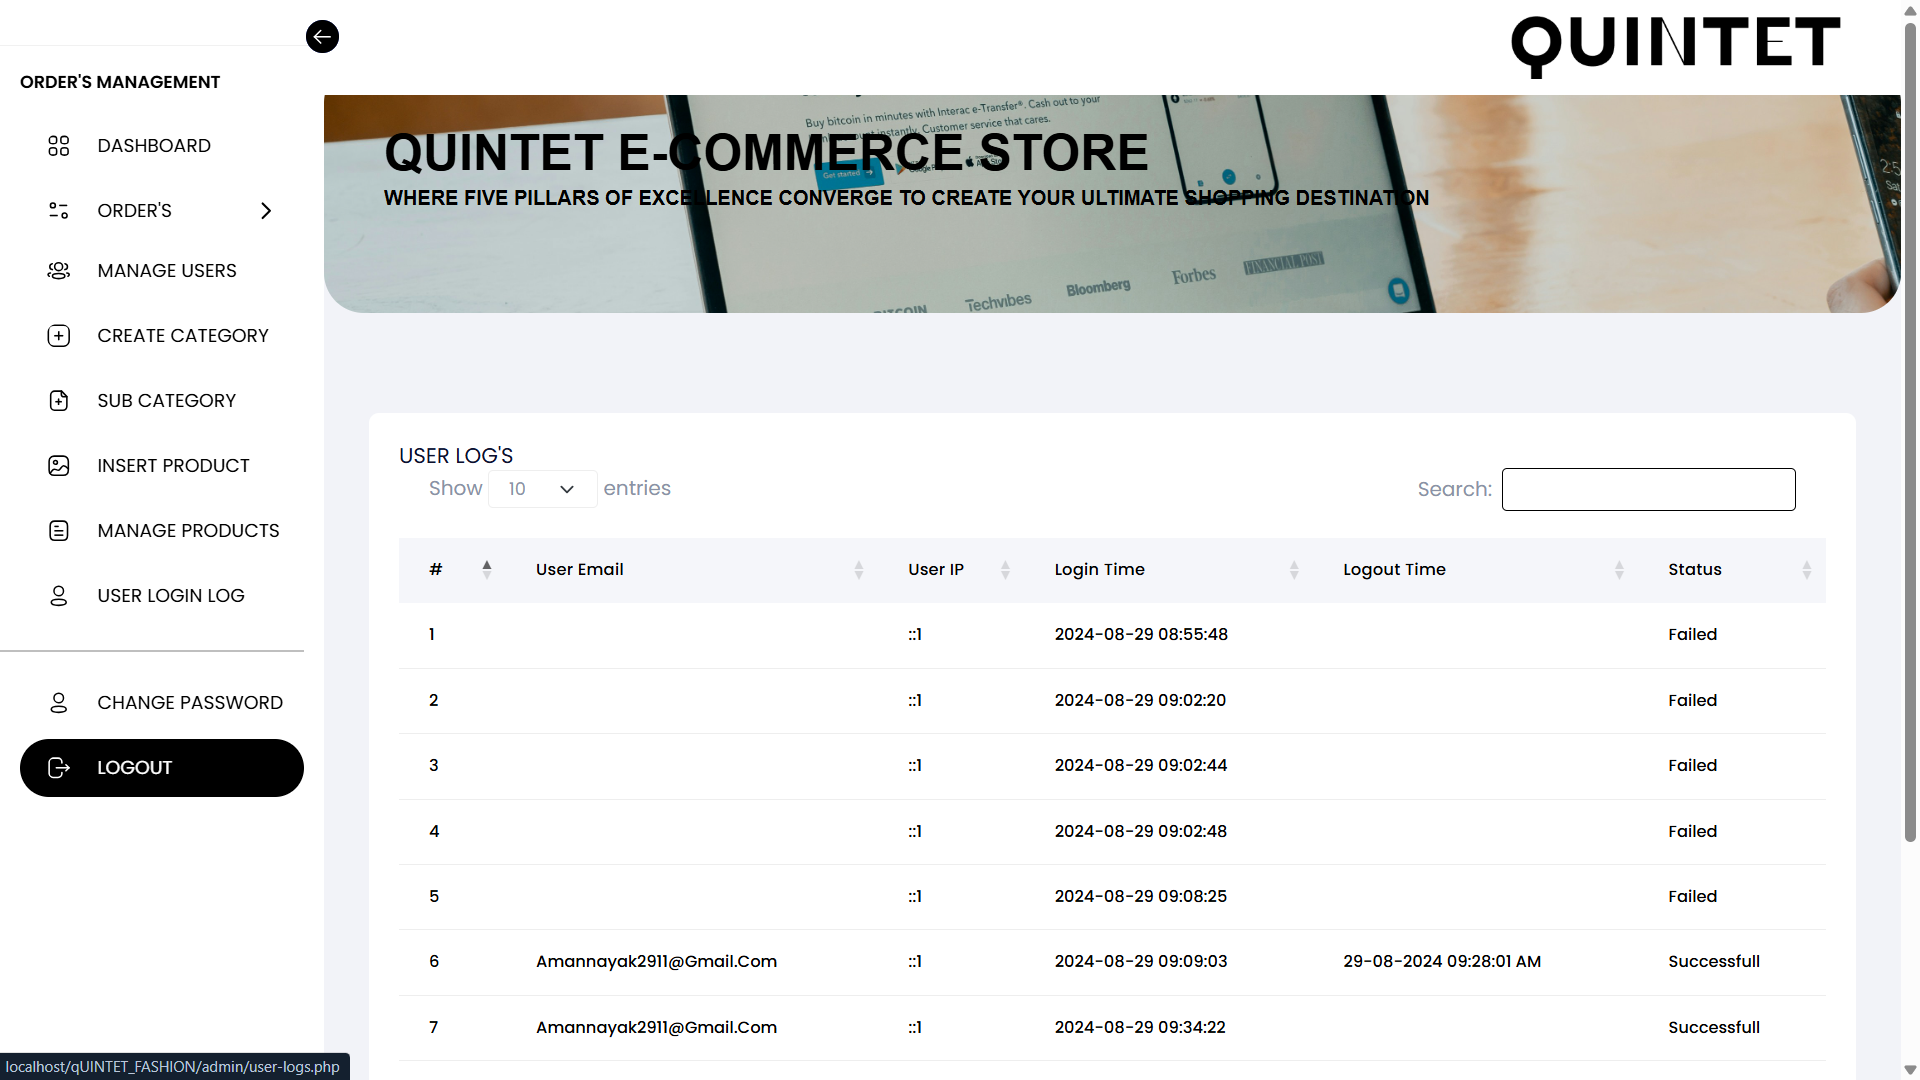 QUINTET
ORDER'S MANAGEMENT
DASHBOARD
ORDER'S
MANAGE USERS
CREATE CATEGORY
SUB CATEGORY
INSERT PRODUCT
MANAGE PRODUCTS
USER LOGIN LOG
CHANGE PASSWORD
LOGOUT
Buy bitcoin in minutes with Interac e-Transfer®. Cash out to your
instantly. Customer service that cares.
QUINTET E-COMMERCE STORE
Get started
WHERE FIVE PILLARS OF EXCELLENCE CONVERGE TO CREATE YOUR ULTIMATE SHOPPING DESTINATION
Techvibes
Bloomberg
Forbes
FINANCIAL POST
USER LOG'S
Show 10 entries
Search:
# User Email User IP Login Time Logout Time Status
1 ::1 2024-08-29 08:55:48 Failed
2 ::1 2024-08-29 09:02:20 Failed
3 ::1 2024-08-29 09:02:44 Failed
4 ::1 2024-08-29 09:02:48 Failed
5 ::1 2024-08-29 09:08:25 Failed
6 Amannayak2911@Gmail.Com ::1 2024-08-29 09:09:03 29-08-2024 09:28:01 AM Successfull
7 Amannayak2911@Gmail.Com ::1 2024-08-29 09:34:22 Successfull
localhost/qUINTET_FASHION/admin/user-logs.php